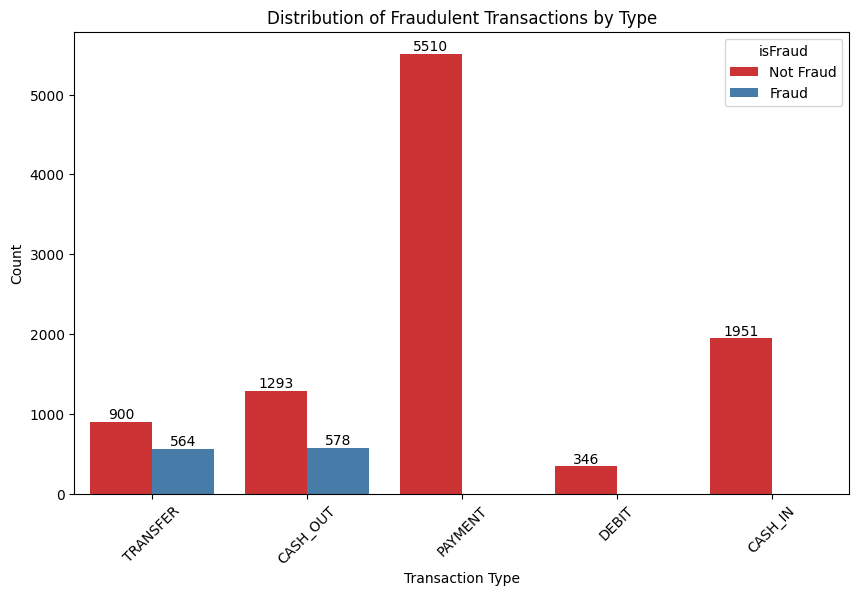 Distribution of Fraudulent Transactions by Type
isFraud
Not Fraud
Fraud
Count
5000
4000
3000
2000
1000
0
900
564
1293
578
5510
346
1951
TRANSFER
CASH_OUT
PAYMENT
DEBIT
CASH_IN
Transaction Type